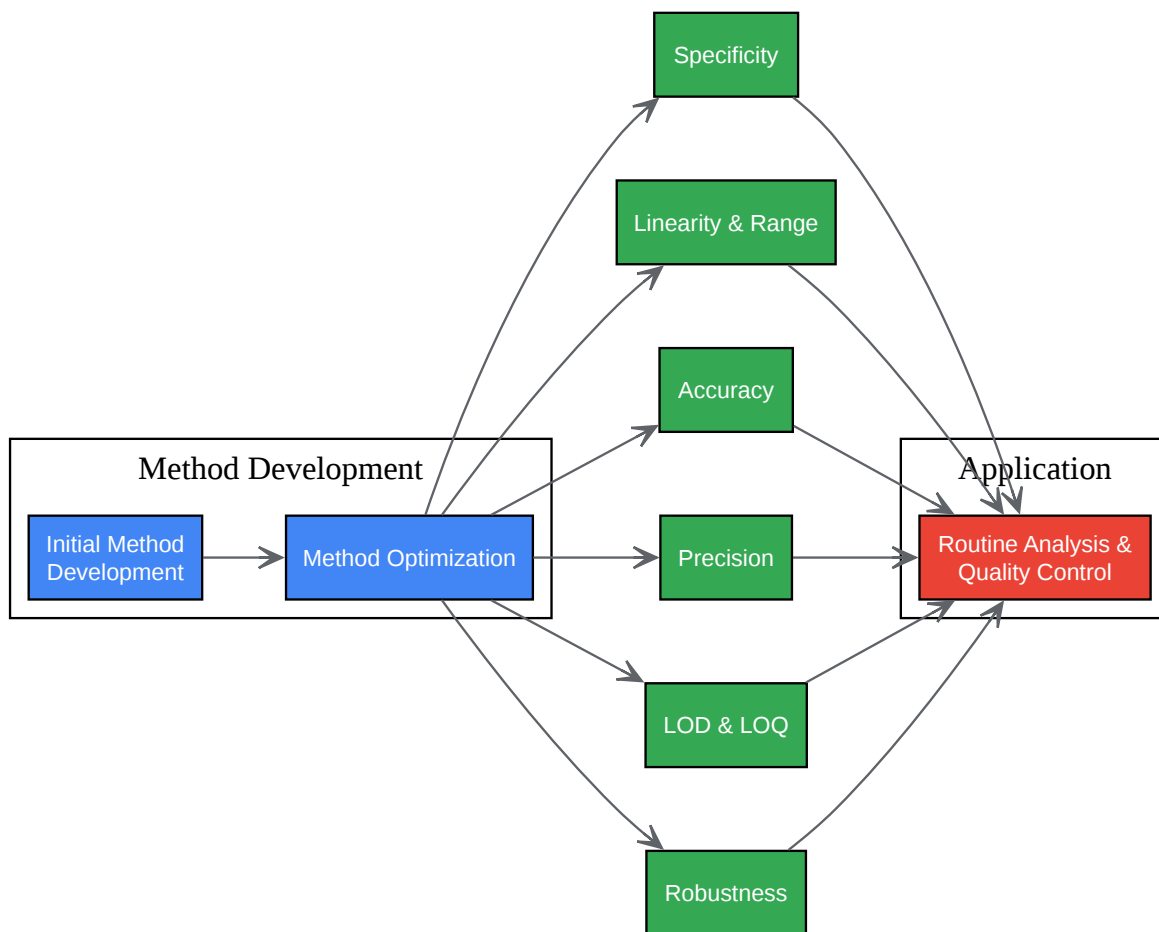 Specificity
Linearity & Range
Accuracy
Method Development
Application
Initial Method
Development
Method Optimization
Precision
Routine Analysis &
Quality Control
LOD & LOQ
Robustness